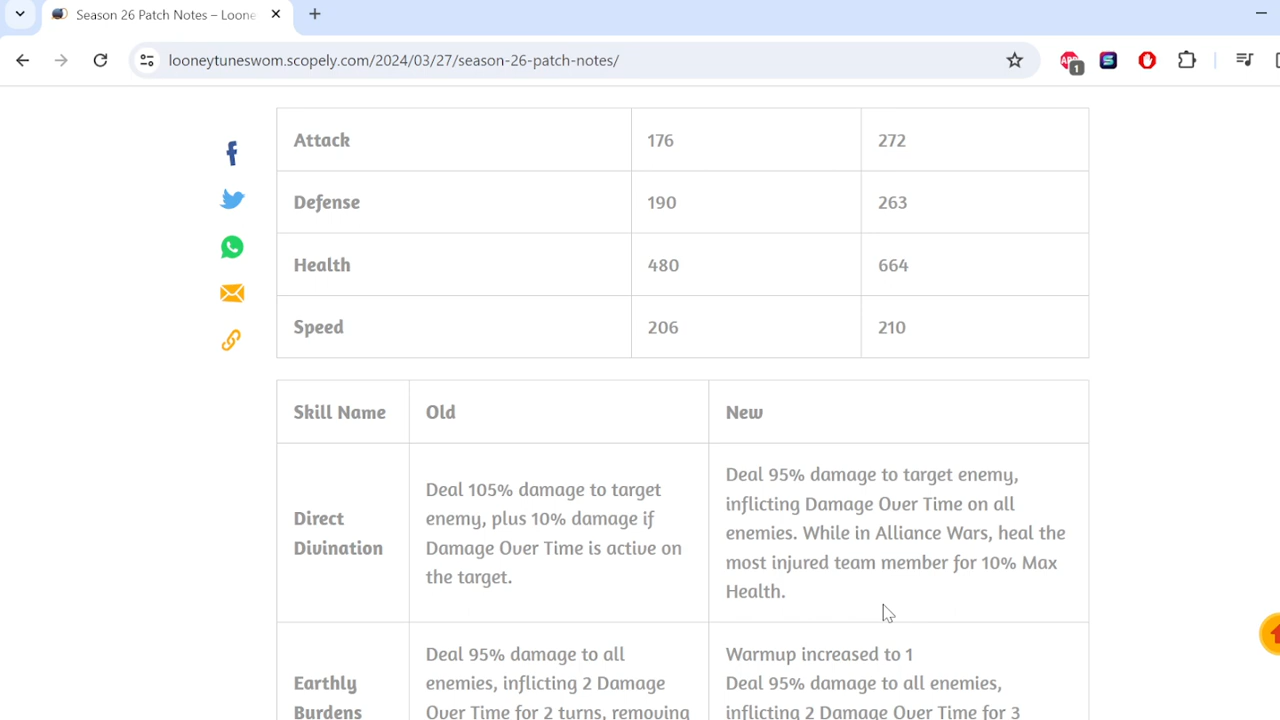 Season 26 Patch Notes – Loone
looneytuneswom.scopely.com/2024/03/27/season-26-patch-notes/
1
Attack 176 272
Defense 190 263
Health 480 664
Speed 206 210
Skill Name Old New
Direct
Divination
Deal 105% damage to target
enemy, plus 10% damage if
Damage Over Time is active on
the target.
Deal 95% damage to target enemy,
inflicting Damage Over Time on all
enemies. While in Alliance Wars, heal the
most injured team member for 10% Max
Health.
Earthly
Burdens
Deal 95% damage to all
enemies, inflicting 2 Damage
Over Time for 2 turns, removing
Warmup increased to 1
Deal 95% damage to all enemies,
inflicting 2 Damage Over Time for 3